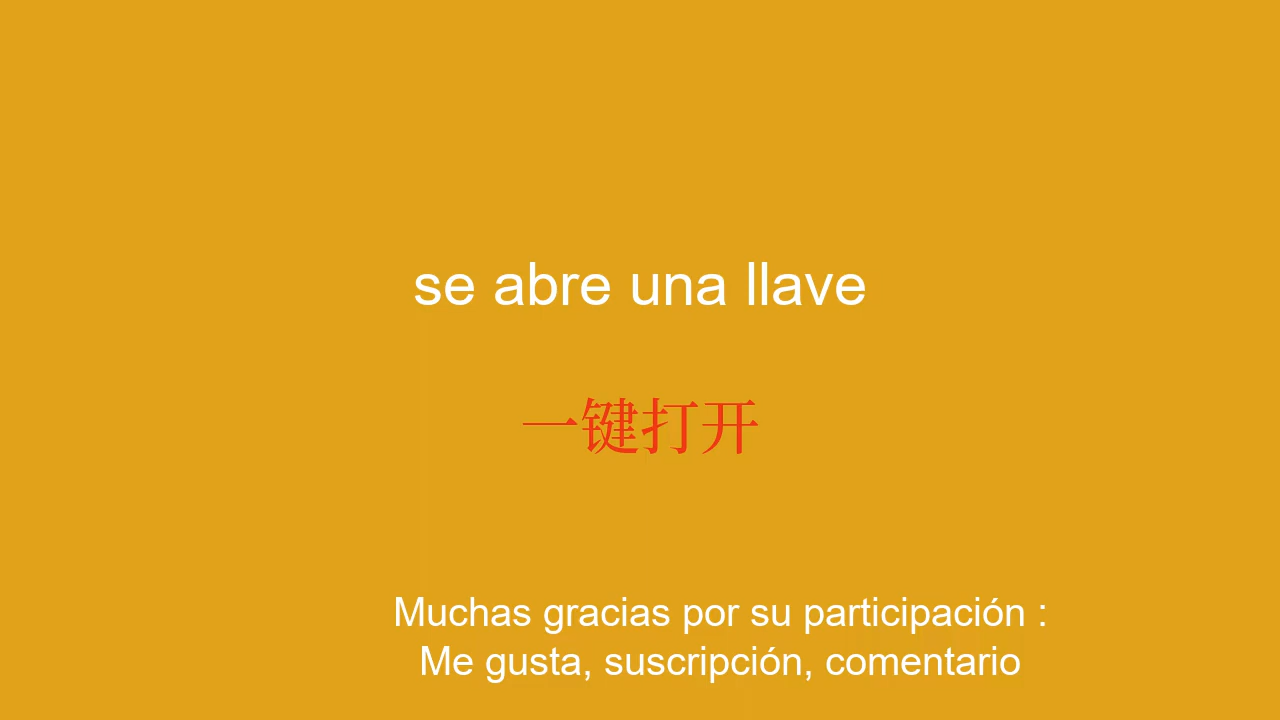 se abre una llave
一键打开
Muchas gracias por su participación :
Me gusta, suscripción, comentario